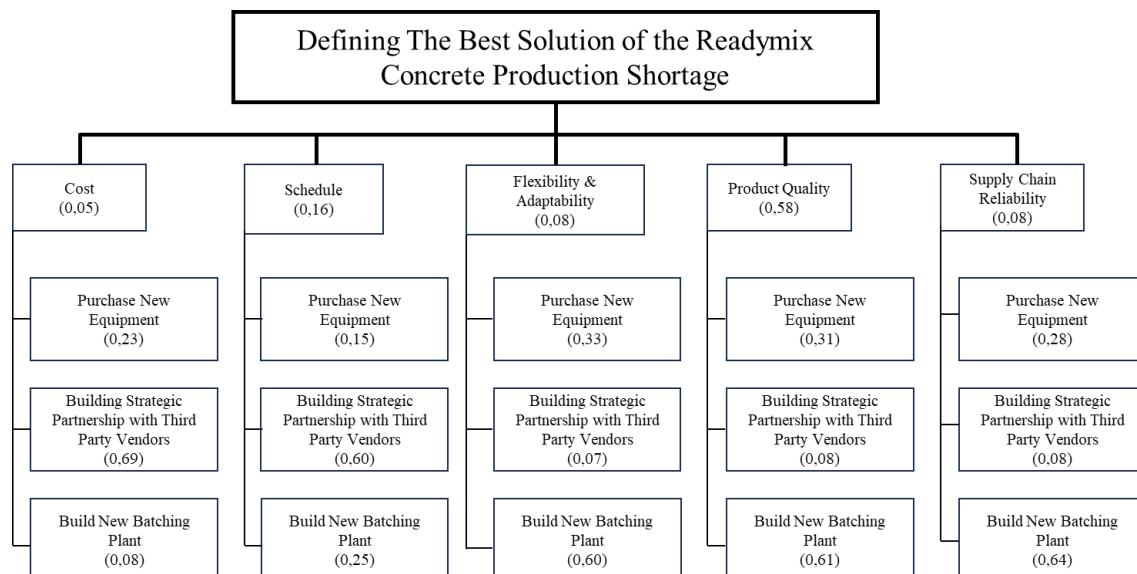 Defining The Best Solution of the Readymix
Concrete Production Shortage
Cost
(0,05)
Schedule
(0,16)
Flexibility &
Adaptability
(0,08)
Product Quality
(0,58)
Supply Chain
Reliability
(0,08)
Purchase New
Equipment
(0,23)
Purchase New
Equipment
(0,15)
Purchase New
Equipment
(0,33)
Purchase New
Equipment
(0,31)
Purchase New
Equipment
(0,28)
Building Strategic
Partnership with Third
Party Vendors
(0,69)
Building Strategic
Partnership with Third
Party Vendors
(0,60)
Building Strategic
Partnership with Third
Party Vendors
(0,07)
Building Strategic
Partnership with Third
Party Vendors
(0,08)
Building Strategic
Partnership with Third
Party Vendors
(0,08)
Build New Batching
Plant
(0,08)
Build New Batching
Plant
(0,25)
Build New Batching
Plant
(0,60)
Build New Batching
Plant
(0,61)
Build New Batching
Plant
(0,64)